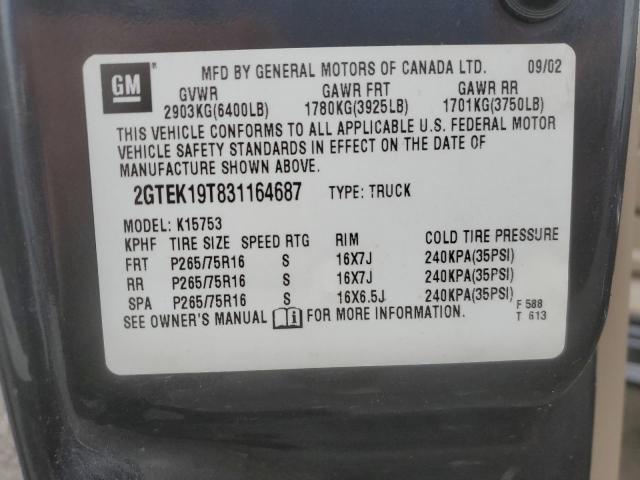 GM ®
MFD BY GENERAL MOTORS OF CANADA LTD. 09/02
GVWR GAWR FRT GAWR RR
2903KG(6400LB) 1780KG(3925LB) 1701KG(3750LB)
THIS VEHICLE CONFORMS TO ALL APPLICABLE U.S. FEDERAL MOTOR
VEHICLE SAFETY STANDARDS IN EFFECT ON THE DATE OF
MANUFACTURE SHOWN ABOVE.
2GTEK19T831164687 TYPE: TRUCK
MODEL: K15753
KPHF TIRE SIZE SPEED RTG RIM COLD TIRE PRESSURE
FRT P265/75R16 S 16X7J 240KPA(35PSI)
RR P265/75R16 S 16X7J 240KPA(35PSI)
SPA P265/75R16 S 16X6.5J 240KPA(35PSI) F 588
SEE OWNER'S MANUAL i FOR MORE INFORMATION. T 613